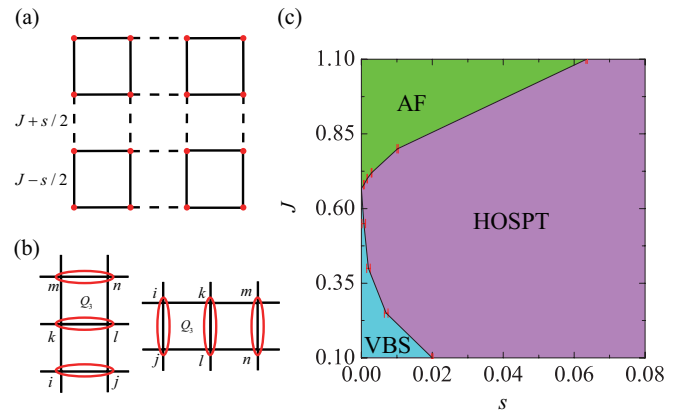 (a)
J + s / 2
J − s / 2
(b)
m n
Q₃
k l
i j
i k m
Q₃
j l n
(c)
1.10
0.85
0.60
0.35
0.10
J
AF
HOSPT
VBS
0.00 0.02 0.04 0.06 0.08
s